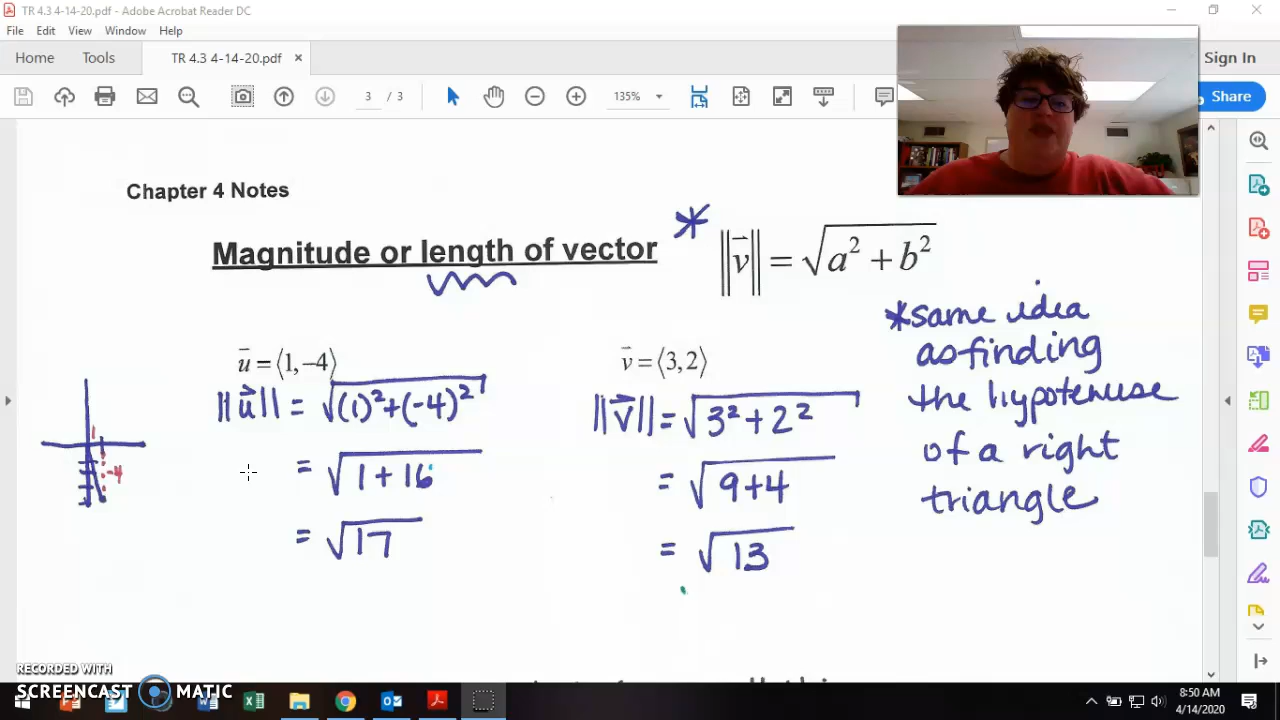 TR 4.3 4-14-20.pdf - Adobe Acrobat Reader DC
File Edit View Window Help
Home Tools TR 4.3 4-14-20.pdf × Sign In
3 / 3 135% Share
Chapter 4 Notes
Magnitude or length of vector * ‖v⃗‖ = √(a² + b²)
*same idea
as finding
the hypotenuse
of a right
triangle
u⃗ = ⟨1, −4⟩
‖u⃗‖ = √((1)² + (-4)²)
= √(1 + 16)
= √17
1
-4
v⃗ = ⟨3, 2⟩
‖v⃗‖ = √(3² + 2²)
= √(9 + 4)
= √13
RECORDED WITH
SCREENCAST MATIC
8:50 AM
4/14/2020